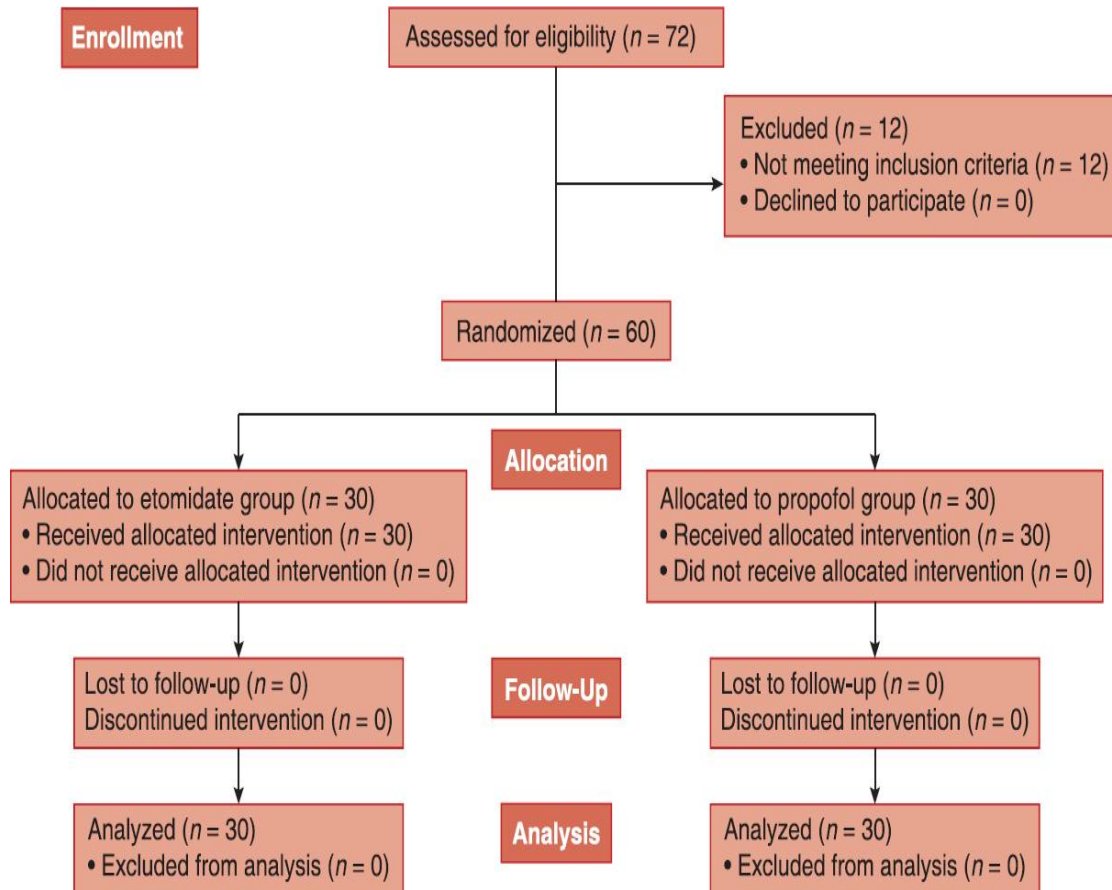 Enrollment
Assessed for eligibility (n = 72)
Excluded (n = 12)
• Not meeting inclusion criteria (n = 12)
• Declined to participate (n = 0)
Randomized (n = 60)
Allocation
Allocated to etomidate group (n = 30)
• Received allocated intervention (n = 30)
• Did not receive allocated intervention (n = 0)
Allocated to propofol group (n = 30)
• Received allocated intervention (n = 30)
• Did not receive allocated intervention (n = 0)
Follow-Up
Lost to follow-up (n = 0)
Discontinued intervention (n = 0)
Lost to follow-up (n = 0)
Discontinued intervention (n = 0)
Analysis
Analyzed (n = 30)
• Excluded from analysis (n = 0)
Analyzed (n = 30)
• Excluded from analysis (n = 0)